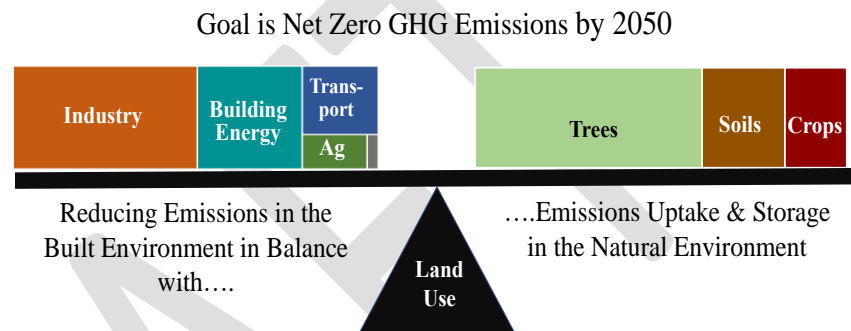 Goal is Net Zero GHG Emissions by 2050
Industry
Building
Energy
Trans-
port
Ag
Trees
Soils
Crops
Reducing Emissions in the
Built Environment in Balance
with….
….Emissions Uptake & Storage
in the Natural Environment
Land
Use